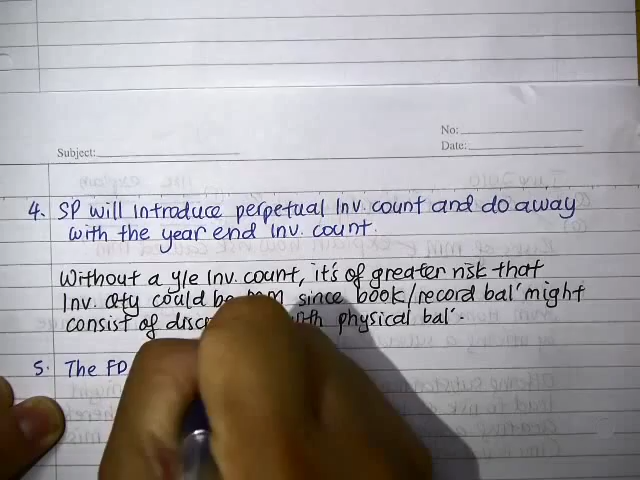 No:
Subject:
Date:
4. SP will introduce perpetual Inv. count and do away
with the year end Inv. count.
Without a y/e Inv. count, it's of greater risk that
Inv. Qty could be since book/record bal' might
consist of physical bal'.
5. The FD